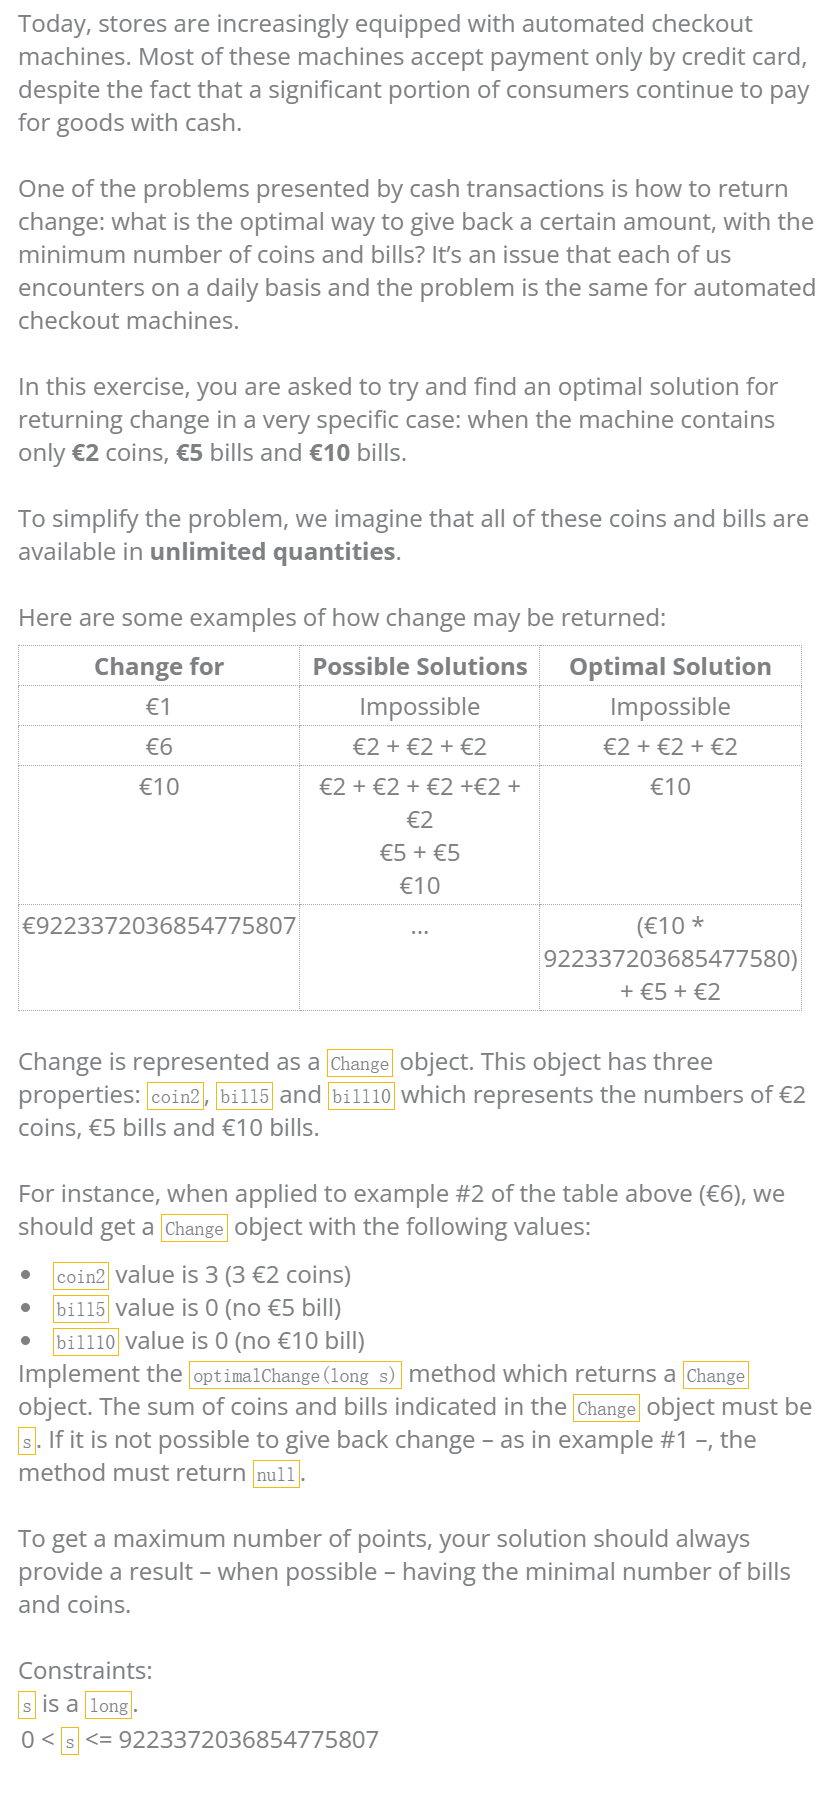 Today, stores are increasingly equipped with automated checkout
machines. Most of these machines accept payment only by credit card,
despite the fact that a significant portion of consumers continue to pay
for goods with cash.
One of the problems presented by cash transactions is how to return
change: what is the optimal way to give back a certain amount, with the
minimum number of coins and bills? It’s an issue that each of us
encounters on a daily basis and the problem is the same for automated
checkout machines.
In this exercise, you are asked to try and find an optimal solution for
returning change in a very specific case: when the machine contains
only €2 coins, €5 bills and €10 bills.
To simplify the problem, we imagine that all of these coins and bills are
available in unlimited quantities.
Here are some examples of how change may be returned:
Change for Possible Solutions Optimal Solution
€1 Impossible Impossible
€6 €2 + €2 + €2 €2 + €2 + €2
€10 €2 + €2 + €2 +€2 + €10
€2
€5 + €5
€10
€9223372036854775807 ... (€10 *
922337203685477580)
+ €5 + €2
Change is represented as a Change object. This object has three
properties: coin2, bill5 and bill10 which represents the numbers of €2
coins, €5 bills and €10 bills.
For instance, when applied to example #2 of the table above (€6), we
should get a Change object with the following values:
• coin2 value is 3 (3 €2 coins)
• bill5 value is 0 (no €5 bill)
• bill10 value is 0 (no €10 bill)
Implement the optimalChange(long s) method which returns a Change
object. The sum of coins and bills indicated in the Change object must be
s. If it is not possible to give back change – as in example #1 –, the
method must return null.
To get a maximum number of points, your solution should always
provide a result – when possible – having the minimal number of bills
and coins.
Constraints:
s is a long.
0 < s <= 9223372036854775807